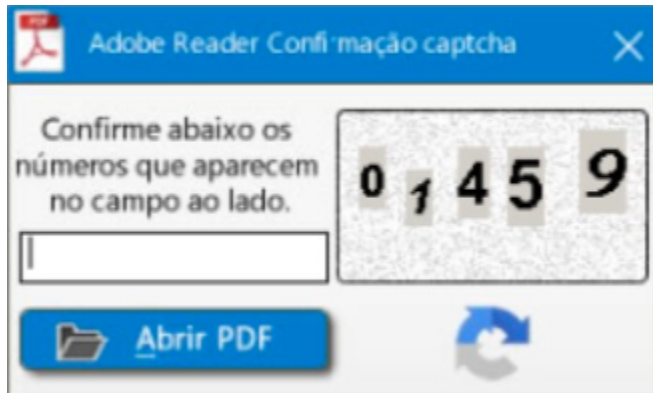 PDF
Adobe Reader Confirmação captcha
Confirme abaixo os
números que aparecem
no campo ao lado.
0 1 4 5 9
Abrir PDF